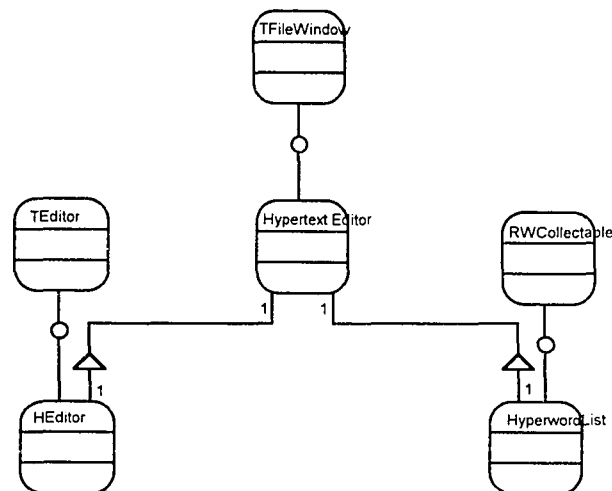 TFileWindow
TEditor
Hypertext Editor
RWCollectable
1
1
1
1
HEditor
HyperwordList